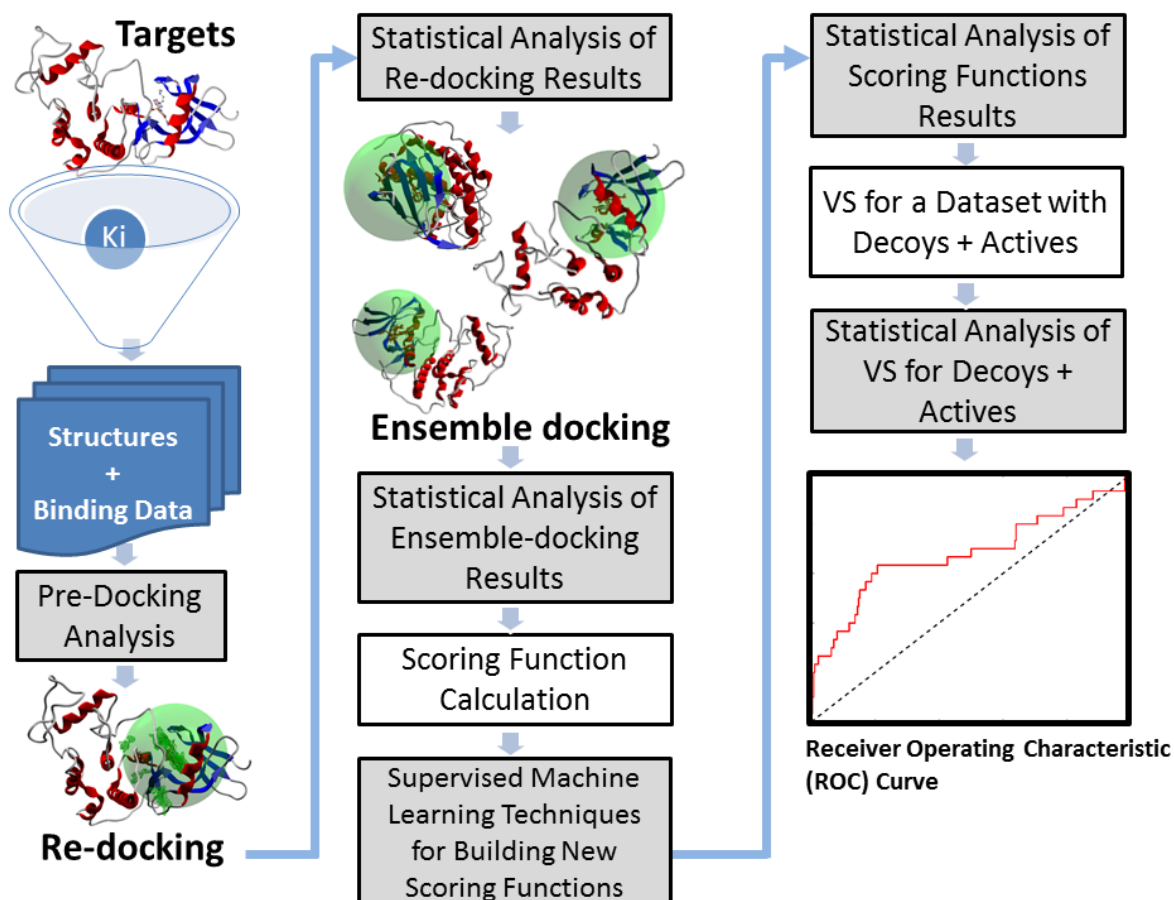 Targets
Ki
Structures
+
Binding Data
Pre-Docking
Analysis
Re-docking
Statistical Analysis of
Re-docking Results
Ensemble docking
Statistical Analysis of
Ensemble-docking
Results
Scoring Function
Calculation
Supervised Machine
Learning Techniques
for Building New
Scoring Functions
Statistical Analysis of
Scoring Functions
Results
VS for a Dataset with
Decoys + Actives
Statistical Analysis of
VS for Decoys +
Actives
Receiver Operating Characteristic
(ROC) Curve